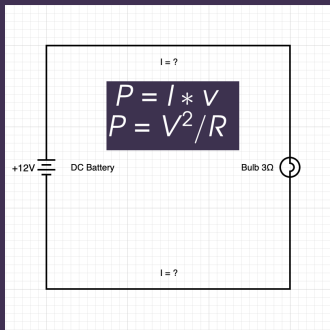 I = ?
P = I * v
P = V²/R
+12V
DC Battery
Bulb 3Ω
I = ?